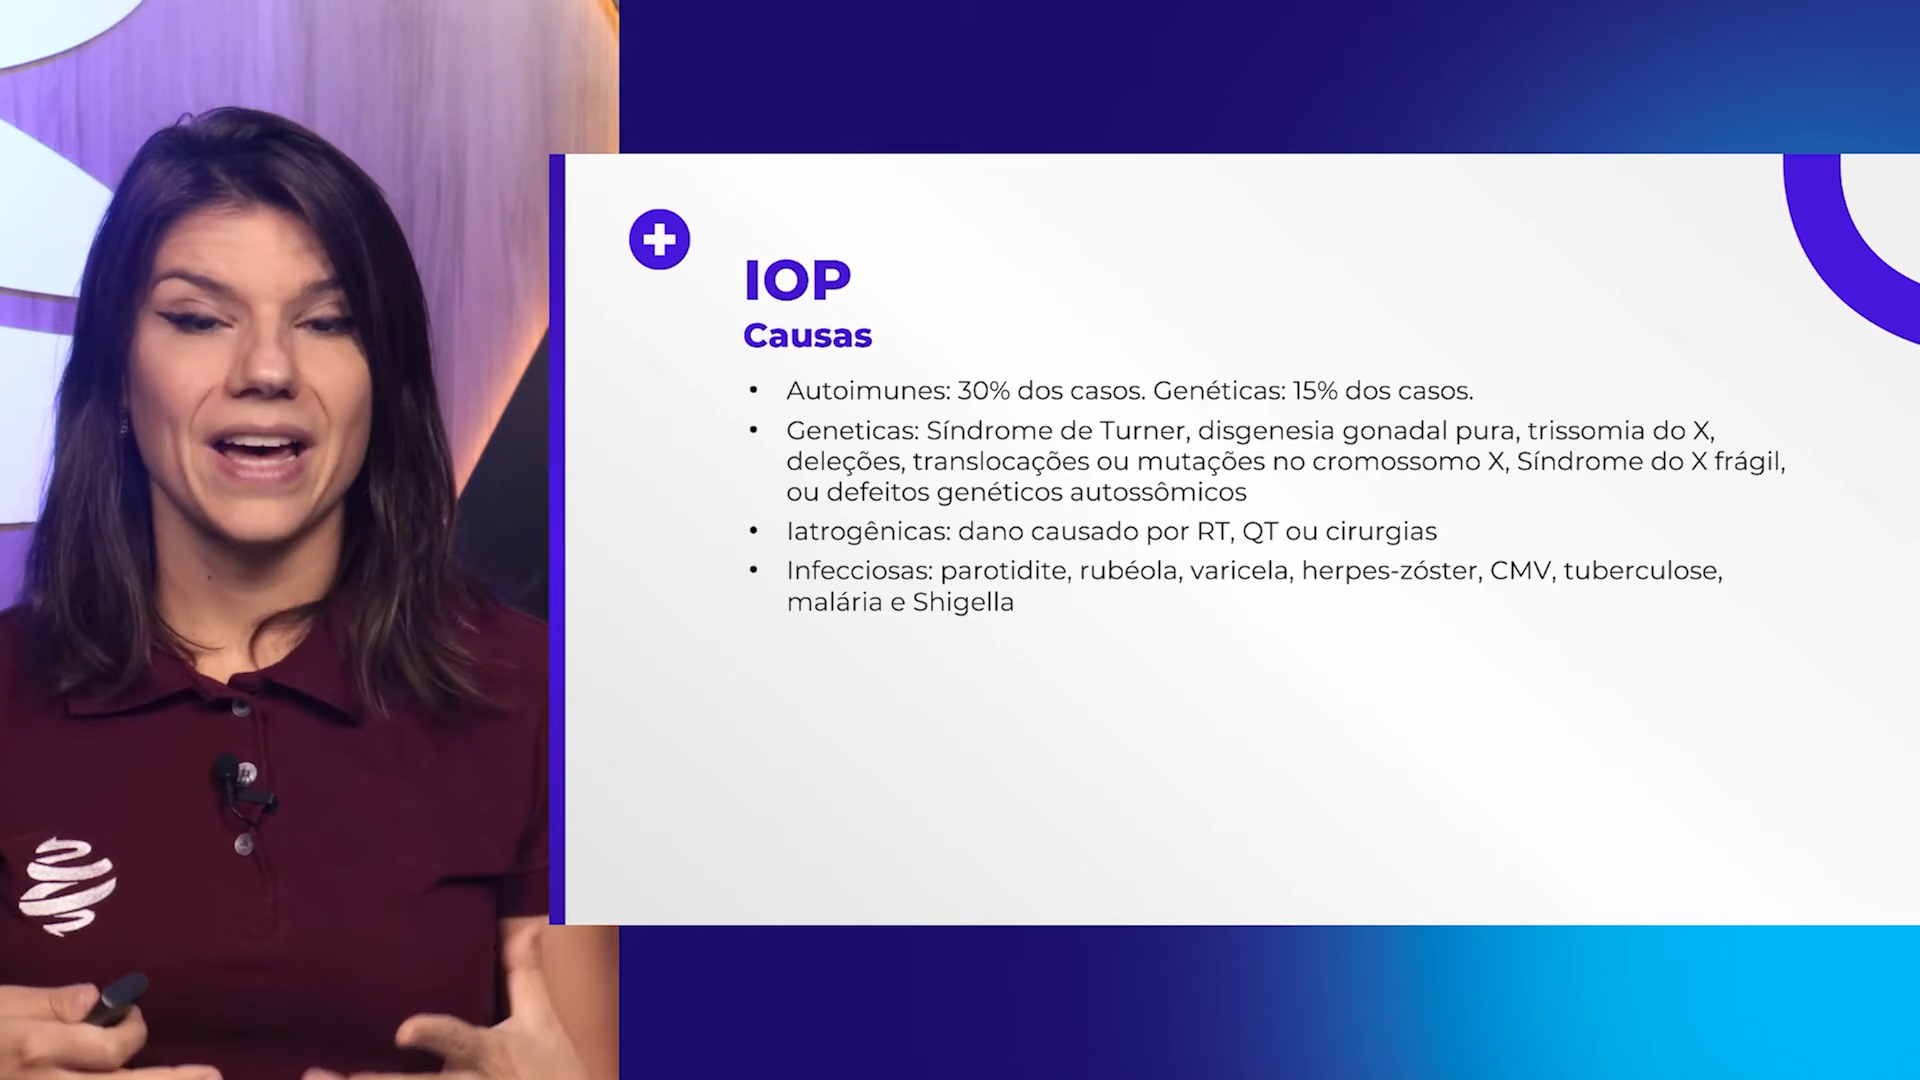 IOP
Causas
• Autoimunes: 30% dos casos. Genéticas: 15% dos casos.
• Geneticas: Síndrome de Turner, disgenesia gonadal pura, trissomia do X,
deleções, translocações ou mutações no cromossomo X, Síndrome do X frágil,
ou defeitos genéticos autossômicos
• Iatrogênicas: dano causado por RT, QT ou cirurgias
• Infecciosas: parotidite, rubéola, varicela, herpes-zóster, CMV, tuberculose,
malária e Shigella